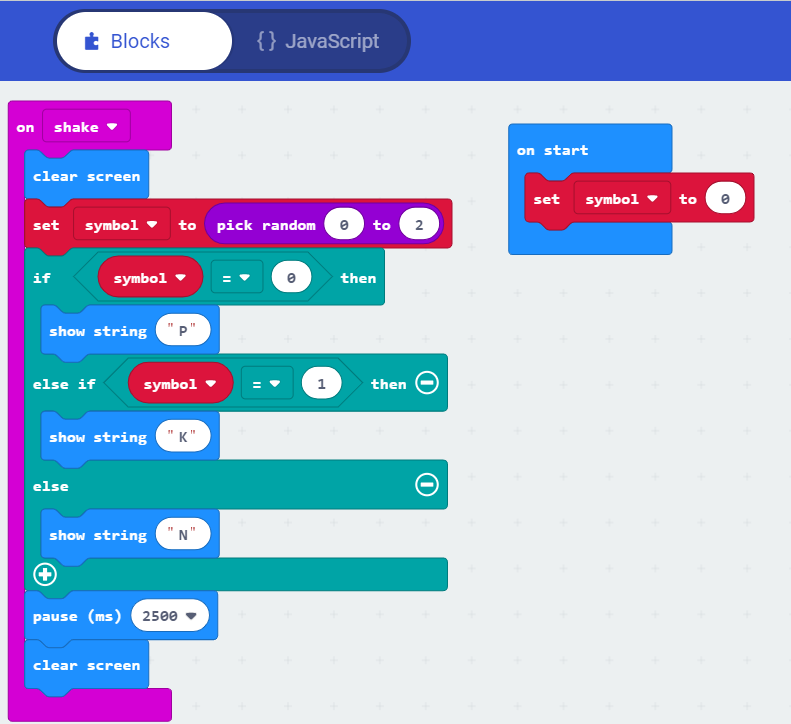 Blocks
{ } JavaScript
on shake
clear screen
set symbol to pick random 0 to 2
if symbol = 0 then
show string "P"
else if symbol = 1 then
show string "K"
else
show string "N"
pause (ms) 2500
clear screen
on start
set symbol to 0